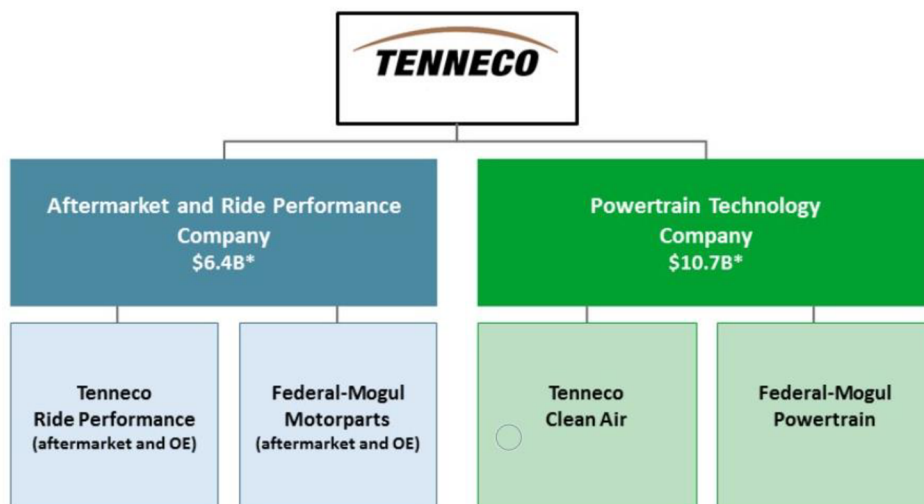 TENNECO
Aftermarket and Ride Performance
Company
$6.4B*
Powertrain Technology
Company
$10.7B*
Tenneco
Ride Performance
(aftermarket and OE)
Federal-Mogul
Motorparts
(aftermarket and OE)
Tenneco
Clean Air
Federal-Mogul
Powertrain